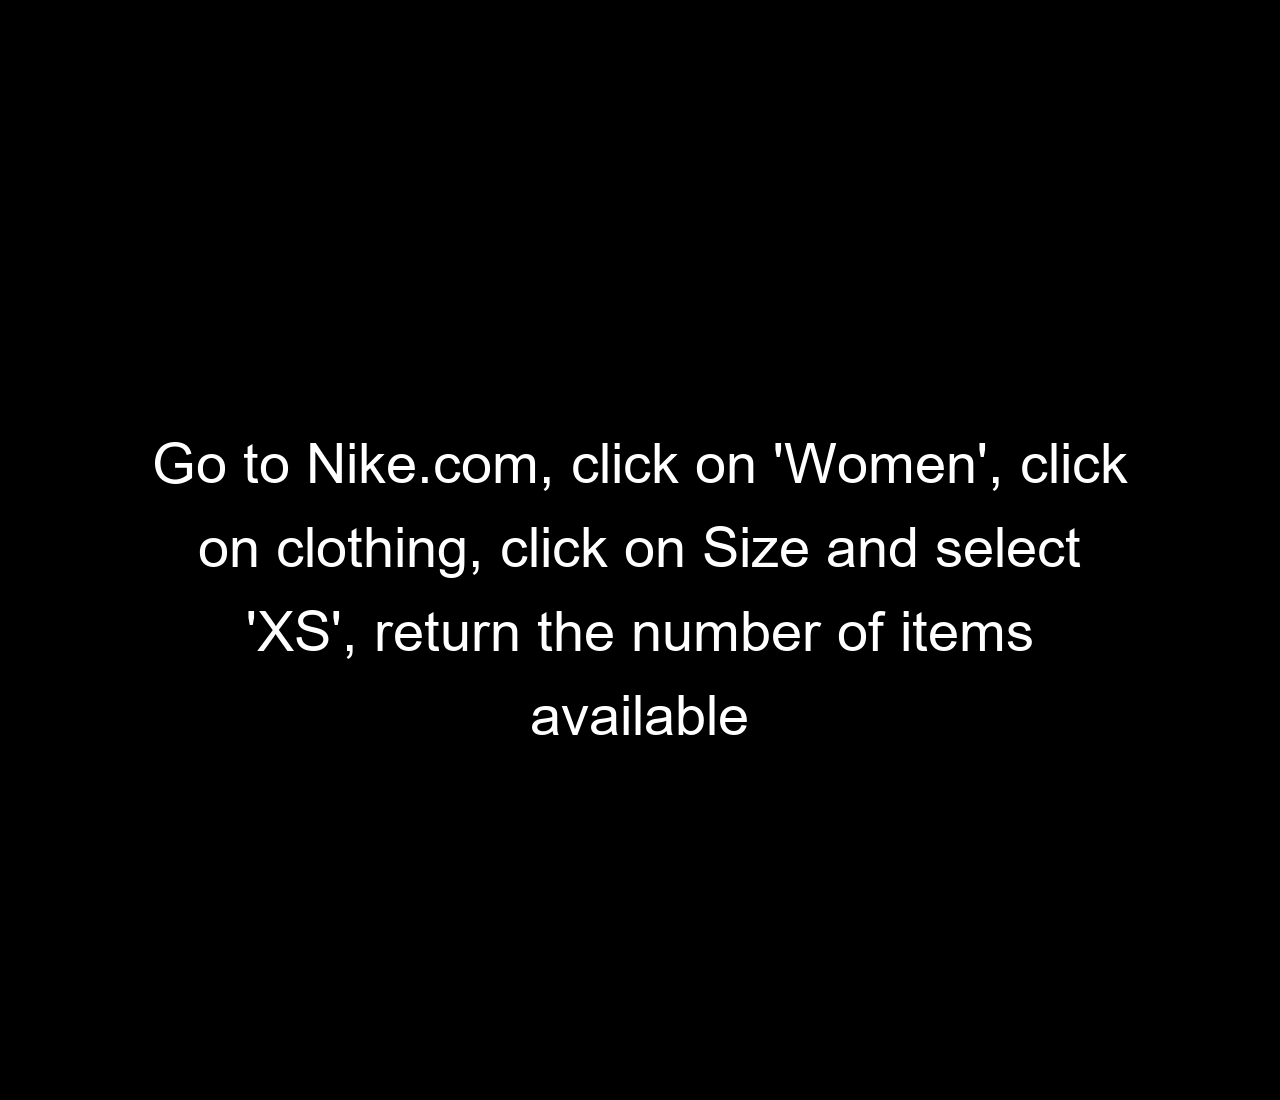 Go to Nike.com, click on 'Women', click
on clothing, click on Size and select
'XS', return the number of items
available